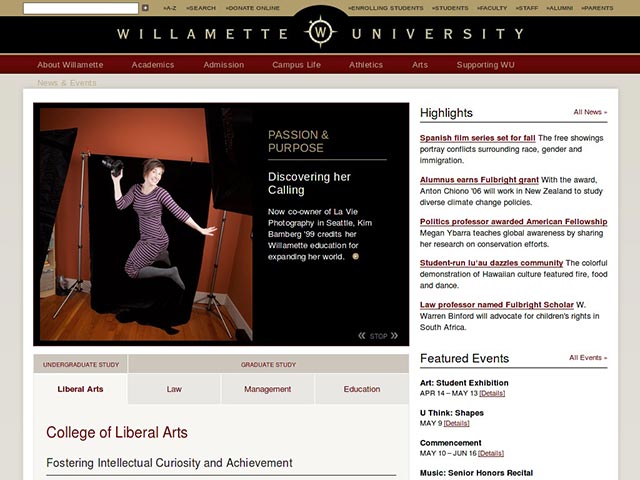 »A-Z »SEARCH »DONATE ONLINE »ENROLLING STUDENTS »STUDENTS »FACULTY »STAFF »ALUMNI »PARENTS
WILLAMETTE UNIVERSITY
About Willamette Academics Admission Campus Life Athletics Arts Supporting WU
News & Events
PASSION &
PURPOSE
Discovering her
Calling
Now co-owner of La Vie
Photography in Seattle, Kim
Bamberg '99 credits her
Willamette education for
expanding her world.
« STOP »
Highlights All News »
Spanish film series set for fall The free showings
portray conflicts surrounding race, gender and
immigration.
Alumnus earns Fulbright grant With the award,
Anton Chiono '06 will work in New Zealand to study
diverse climate change policies.
Politics professor awarded American Fellowship
Megan Ybarra teaches global awareness by sharing
her research on conservation efforts.
Student-run lu'au dazzles community The colorful
demonstration of Hawaiian culture featured fire, food
and dance.
Law professor named Fulbright Scholar W.
Warren Binford will advocate for children's rights in
South Africa.
Featured Events All Events »
Art: Student Exhibition
APR 14 – MAY 13 [Details]
U Think: Shapes
MAY 9 [Details]
Commencement
MAY 10 – JUN 16 [Details]
Music: Senior Honors Recital
UNDERGRADUATE STUDY GRADUATE STUDY
Liberal Arts Law Management Education
College of Liberal Arts
Fostering Intellectual Curiosity and Achievement